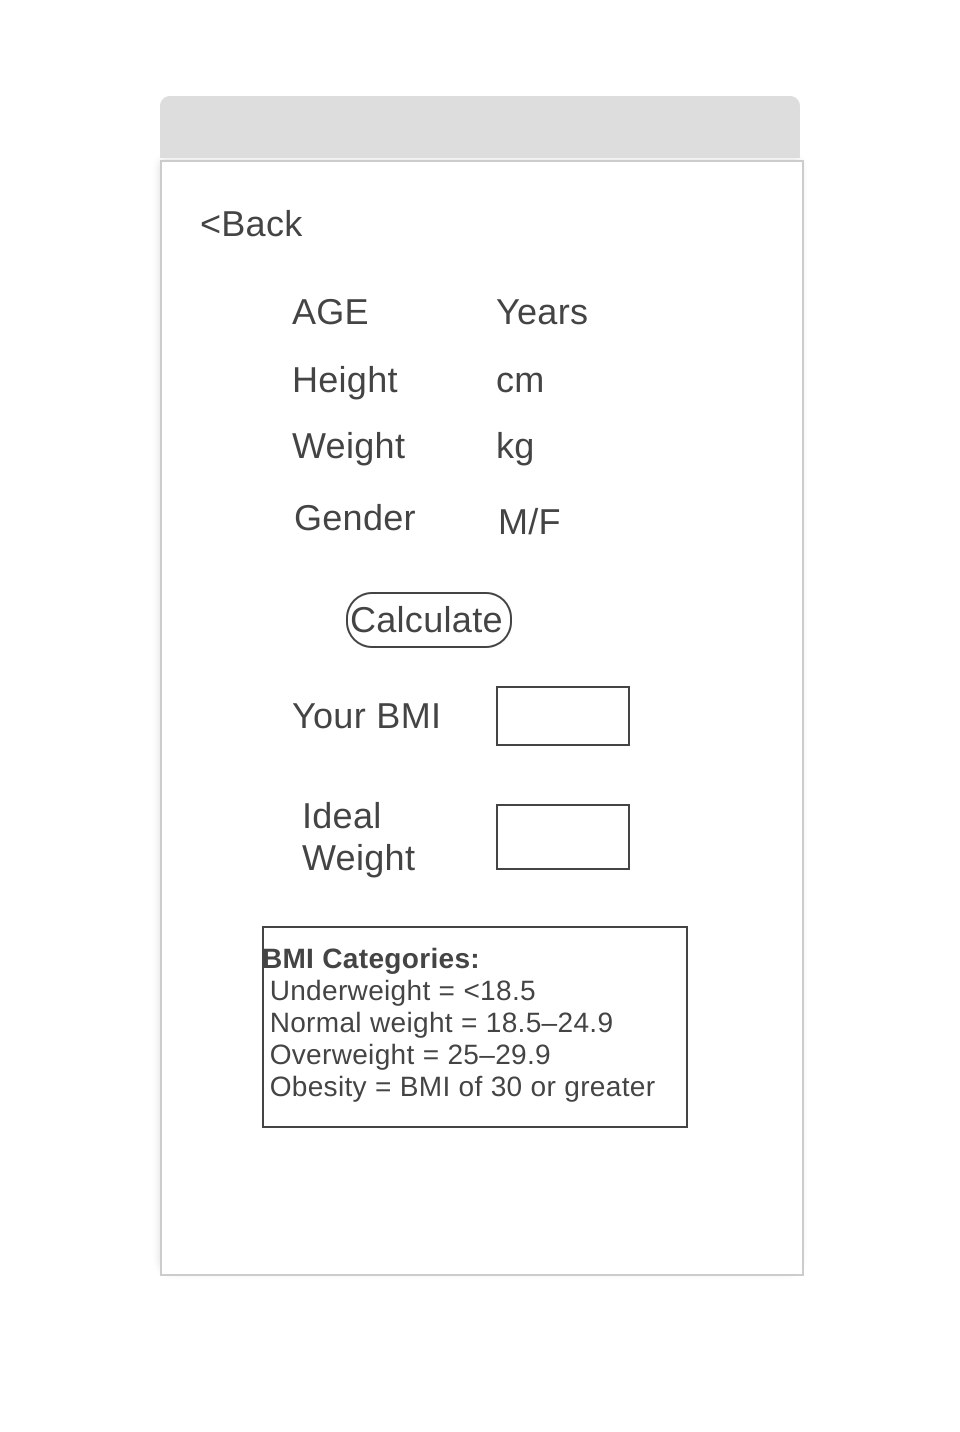 <Back
AGE Years
Height cm
Weight kg
Gender M/F
Calculate
Your BMI
Ideal
Weight
BMI Categories:
Underweight = <18.5
Normal weight = 18.5–24.9
Overweight = 25–29.9
Obesity = BMI of 30 or greater